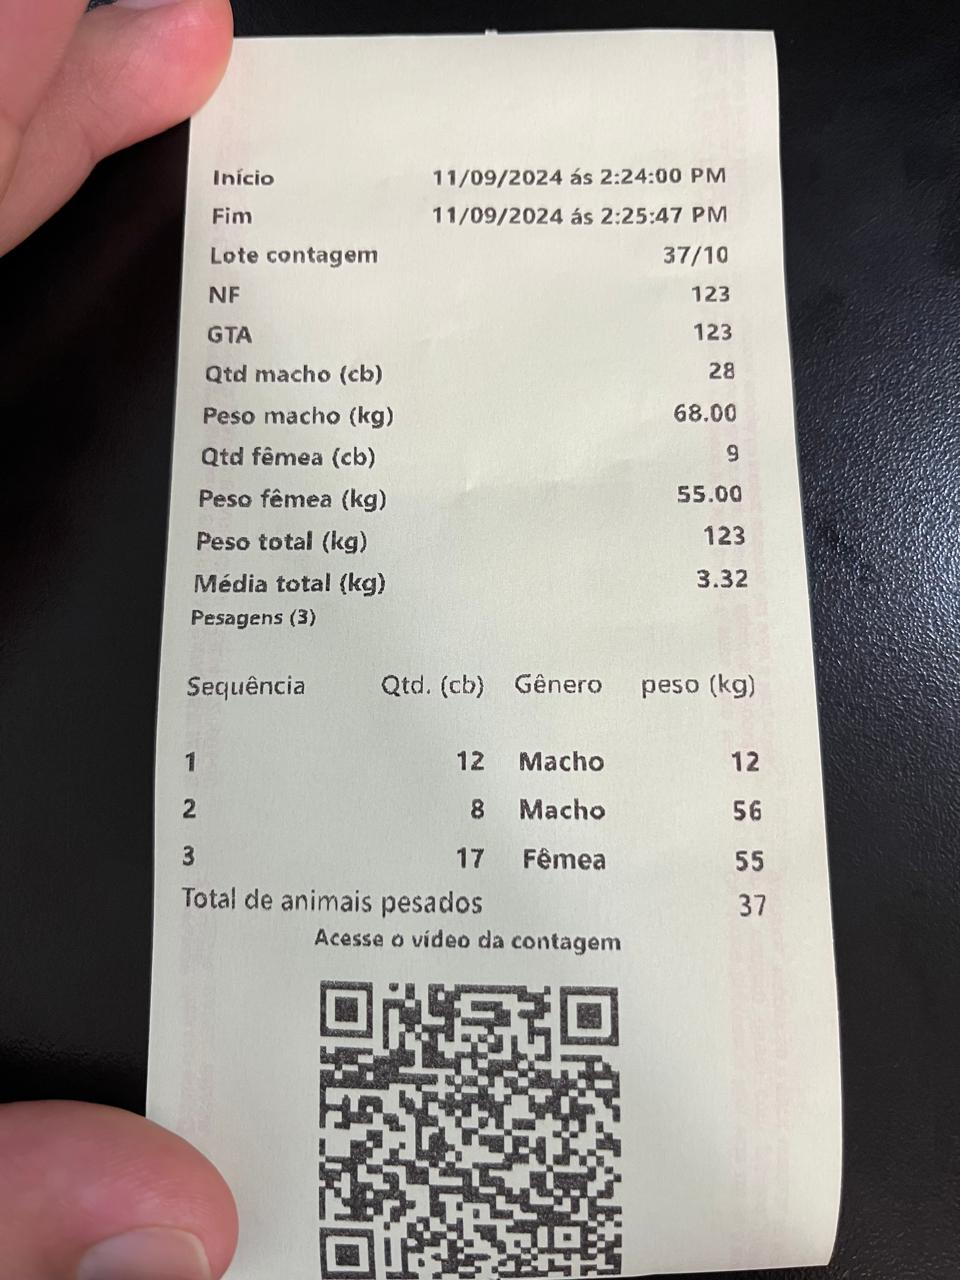 Início 11/09/2024 ás 2:24:00 PM
Fim 11/09/2024 ás 2:25:47 PM
Lote contagem 37/10
NF 123
GTA 123
Qtd macho (cb) 28
Peso macho (kg) 68.00
Qtd fêmea (cb) 9
Peso fêmea (kg) 55.00
Peso total (kg) 123
Média total (kg) 3.32
Pesagens (3)
Sequência Qtd. (cb) Gênero peso (kg)
1 12 Macho 12
2 8 Macho 56
3 17 Fêmea 55
Total de animais pesados 37
Acesse o vídeo da contagem